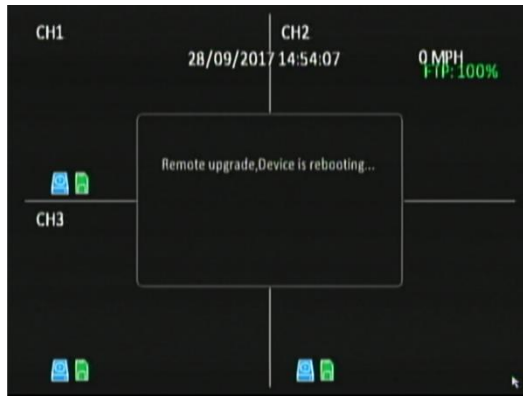 CH1
CH2
28/09/2017 14:54:07
0 MPH
FTP: 100%
Remote upgrade,Device is rebooting...
CH3